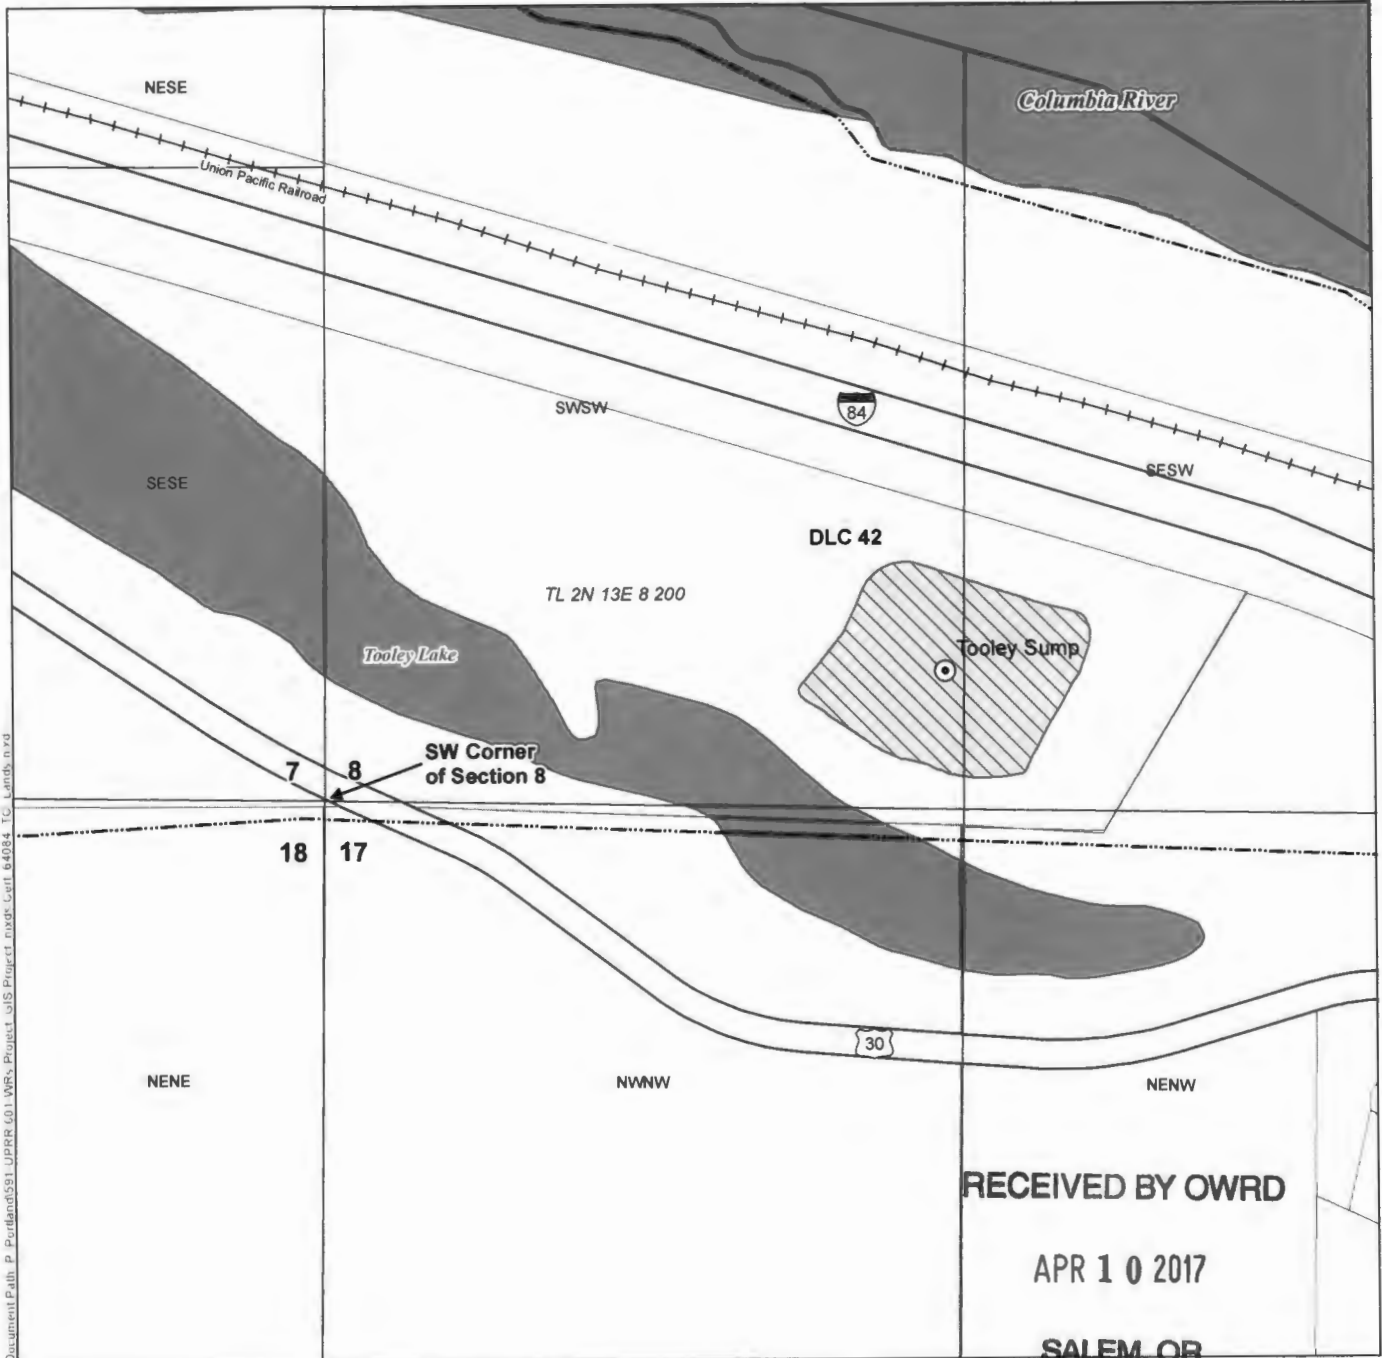 NESE
Columbia River
Union Pacific Railroad
SWSW
84
SESW
SESE
DLC 42
TL 2N 13E 8 200
Tooley Sump
Tooley Lake
SW Corner
of Section 8
7 8
18 17
30
NENE
NWNW
NENW
RECEIVED BY OWRD
APR 10 2017
SALEM, OR